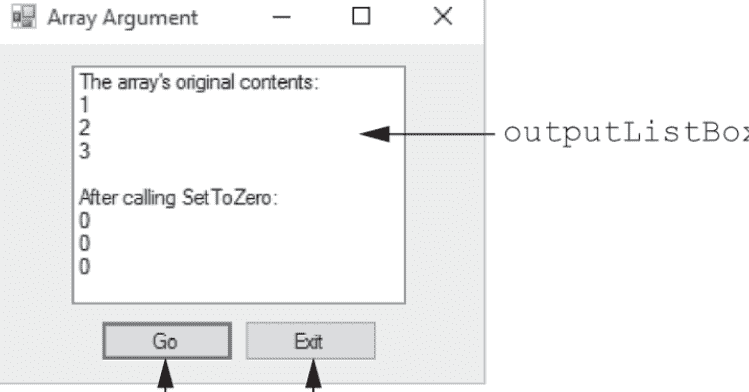 Array Argument
The array's original contents:
1
2
3
After calling SetToZero:
0
0
0
outputListBox
Go
Exit